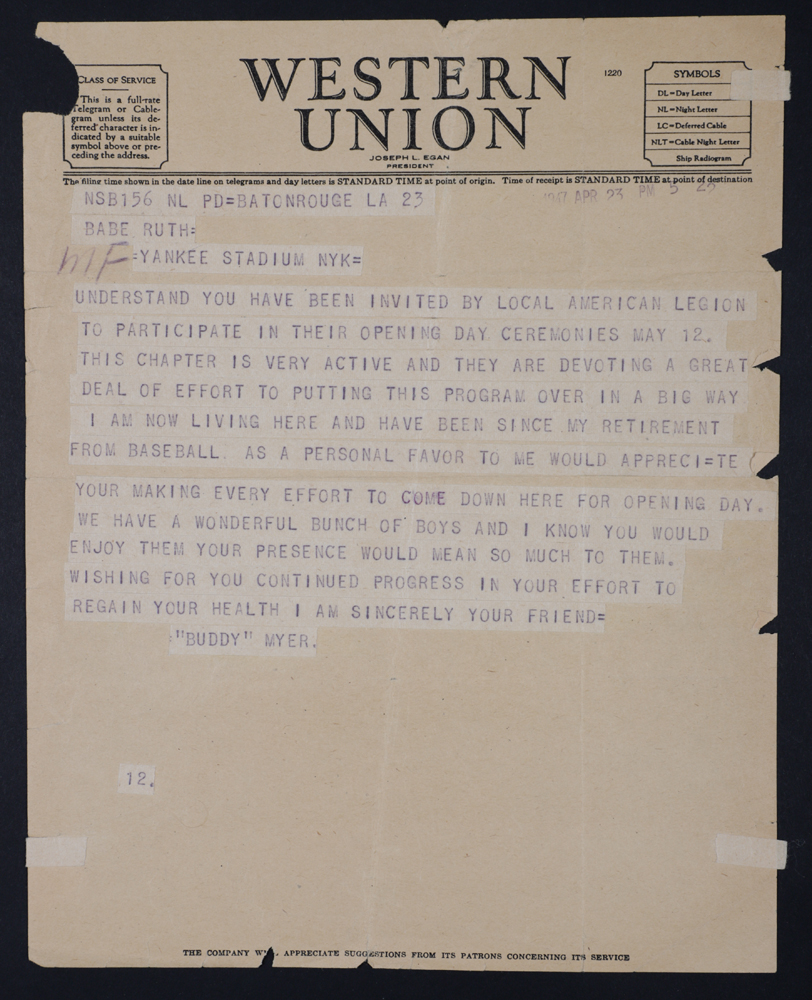 CLASS OF SERVICE
This is a full-rate
Telegram or Cable-
gram unless its de-
ferred character is in-
dicated by a suitable
symbol above or pre-
ceding the address.
WESTERN
UNION
JOSEPH L. EGAN
PRESIDENT
1220
SYMBOLS
DL=Day Letter
NL=Night Letter
LC=Deferred Cable
NLT=Cable Night Letter
Ship Radiogram
The filing time shown in the date line on telegrams and day letters is STANDARD TIME at point of origin. Time of receipt is STANDARD TIME at point of destination
NSB156 NL PD=BATONROUGE LA 23
1947 APR 23 PM 5 23
BABE RUTH=
MF =YANKEE STADIUM NYK=
UNDERSTAND YOU HAVE BEEN INVITED BY LOCAL AMERICAN LEGION
TO PARTICIPATE IN THEIR OPENING DAY CEREMONIES MAY 12.
THIS CHAPTER IS VERY ACTIVE AND THEY ARE DEVOTING A GREAT
DEAL OF EFFORT TO PUTTING THIS PROGRAM OVER IN A BIG WAY
I AM NOW LIVING HERE AND HAVE BEEN SINCE MY RETIREMENT
FROM BASEBALL. AS A PERSONAL FAVOR TO ME WOULD APPRECI=TE
YOUR MAKING EVERY EFFORT TO COME DOWN HERE FOR OPENING DAY.
WE HAVE A WONDERFUL BUNCH OF BOYS AND I KNOW YOU WOULD
ENJOY THEM YOUR PRESENCE WOULD MEAN SO MUCH TO THEM.
WISHING FOR YOU CONTINUED PROGRESS IN YOUR EFFORT TO
REGAIN YOUR HEALTH I AM SINCERELY YOUR FRIEND=
"BUDDY" MYER.
12.
THE COMPANY APPRECIATE SUGGESTIONS FROM ITS PATRONS CONCERNING ITS SERVICE